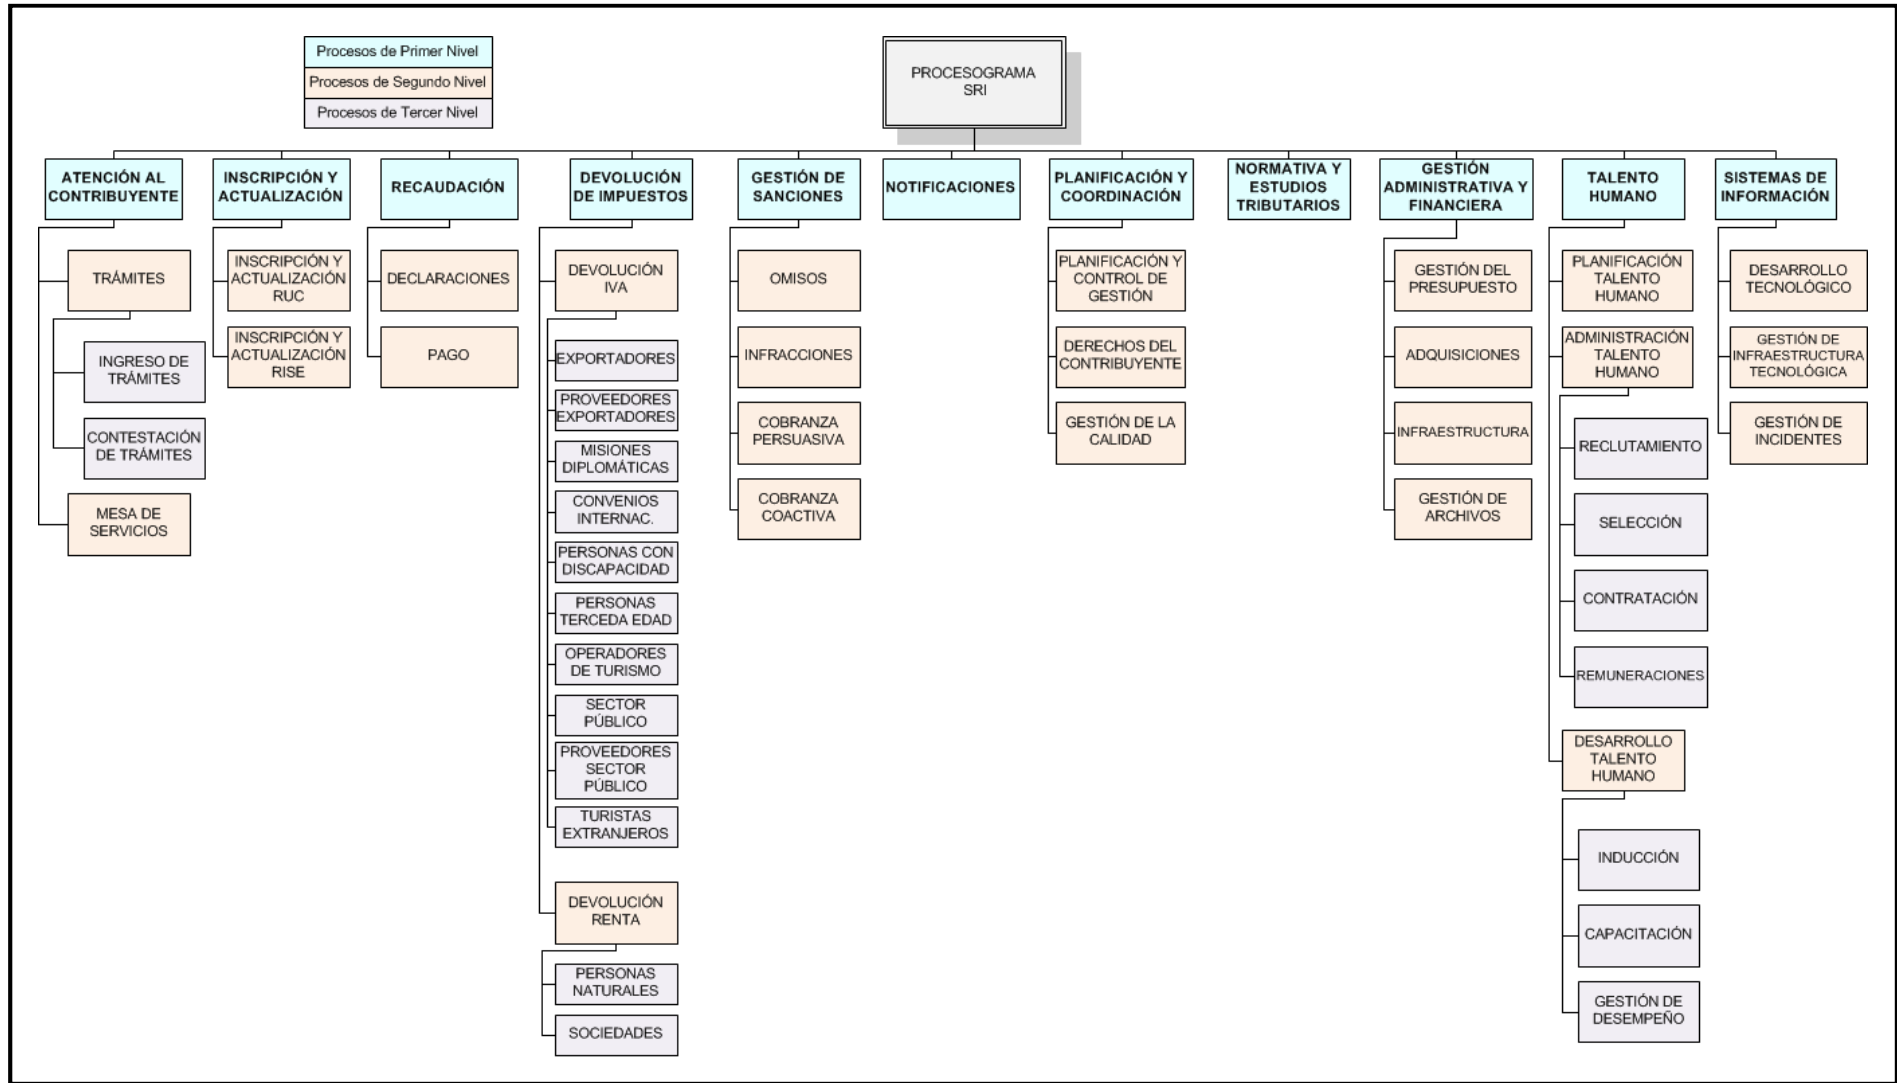 Procesos de Primer Nivel
Procesos de Segundo Nivel
Procesos de Tercer Nivel
PROCESOGRAMA
SRI
ATENCIÓN AL
CONTRIBUYENTE
TRÁMITES
INGRESO DE
TRÁMITES
CONTESTACIÓN
DE TRÁMITES
MESA DE
SERVICIOS
INSCRIPCIÓN Y
ACTUALIZACIÓN
INSCRIPCIÓN Y
ACTUALIZACIÓN
RUC
INSCRIPCIÓN Y
ACTUALIZACIÓN
RISE
RECAUDACIÓN
DECLARACIONES
PAGO
DEVOLUCIÓN
DE IMPUESTOS
DEVOLUCIÓN
IVA
EXPORTADORES
PROVEEDORES
EXPORTADORES
MISIONES
DIPLOMÁTICAS
CONVENIOS
INTERNAC.
PERSONAS CON
DISCAPACIDAD
PERSONAS
TERCEDA EDAD
OPERADORES
DE TURISMO
SECTOR
PÚBLICO
PROVEEDORES
SECTOR
PÚBLICO
TURISTAS
EXTRANJEROS
DEVOLUCIÓN
RENTA
PERSONAS
NATURALES
SOCIEDADES
GESTIÓN DE
SANCIONES
OMISOS
INFRACCIONES
COBRANZA
PERSUASIVA
COBRANZA
COACTIVA
NOTIFICACIONES
PLANIFICACIÓN Y
COORDINACIÓN
PLANIFICACIÓN Y
CONTROL DE
GESTIÓN
DERECHOS DEL
CONTRIBUYENTE
GESTIÓN DE LA
CALIDAD
NORMATIVA Y
ESTUDIOS
TRIBUTARIOS
GESTIÓN
ADMINISTRATIVA Y
FINANCIERA
GESTIÓN DEL
PRESUPUESTO
ADQUISICIONES
INFRAESTRUCTURA
GESTIÓN DE
ARCHIVOS
TALENTO
HUMANO
PLANIFICACIÓN
TALENTO
HUMANO
ADMINISTRACIÓN
TALENTO
HUMANO
RECLUTAMIENTO
SELECCIÓN
CONTRATACIÓN
REMUNERACIONES
DESARROLLO
TALENTO
HUMANO
INDUCCIÓN
CAPACITACIÓN
GESTIÓN DE
DESEMPEÑO
SISTEMAS DE
INFORMACIÓN
DESARROLLO
TECNOLÓGICO
GESTIÓN DE
INFRAESTRUCTURA
TECNOLÓGICA
GESTIÓN DE
INCIDENTES